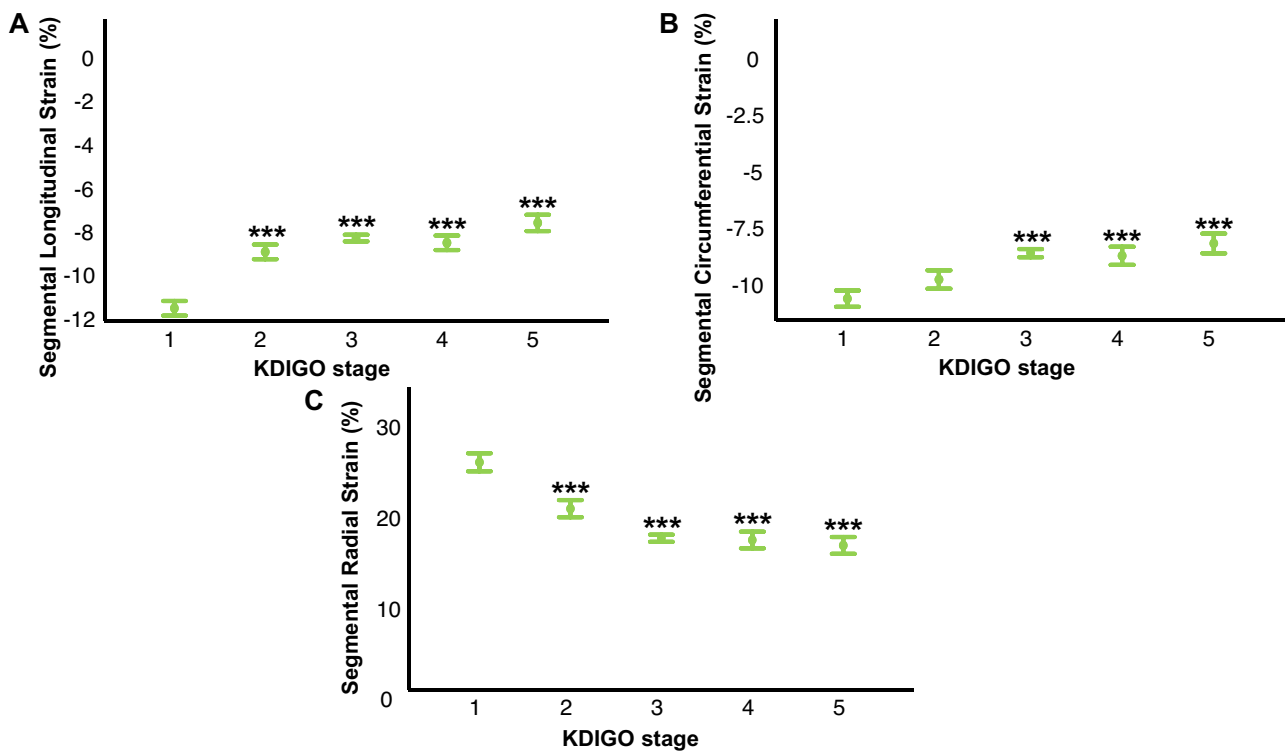 A
Segmental Longitudinal Strain (%)
0
-2
-4
-6
-8
-10
-12
***
***
***
***
1 2 3 4 5
KDIGO stage
B
Segmental Circumferential Strain (%)
0
-2.5
-5
-7.5
-10
***
***
***
1 2 3 4 5
KDIGO stage
C
Segmental Radial Strain (%)
30
20
10
0
***
***
***
***
1 2 3 4 5
KDIGO stage